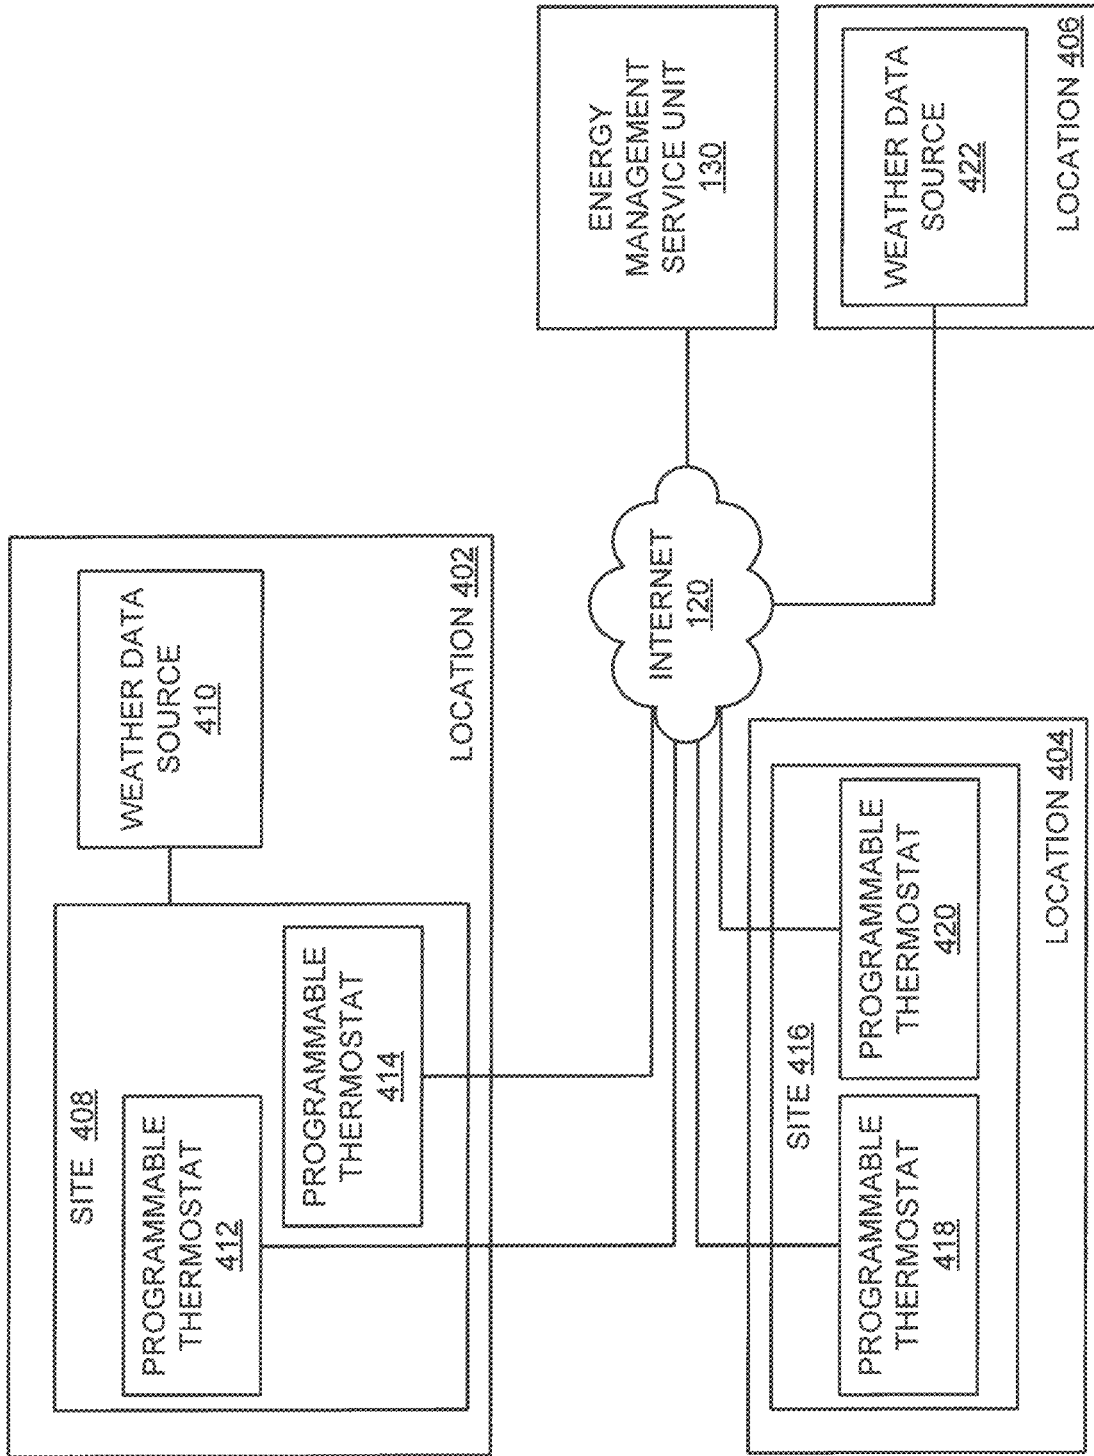 SITE 408
PROGRAMMABLE
THERMOSTAT
412
PROGRAMMABLE
THERMOSTAT
414
WEATHER DATA
SOURCE
410
LOCATION 402
INTERNET
120
ENERGY
MANAGEMENT
SERVICE UNIT
130
SITE 416
PROGRAMMABLE
THERMOSTAT
418
PROGRAMMABLE
THERMOSTAT
420
LOCATION 404
WEATHER DATA
SOURCE
422
LOCATION 406